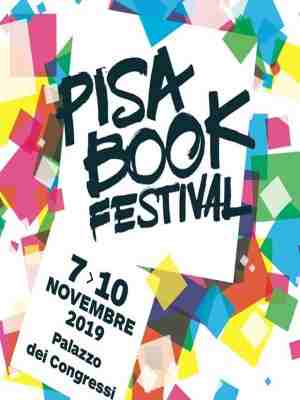 PISA
BOOK
FESTIVAL
7>10
NOVEMBRE
2019
Palazzo
dei Congressi